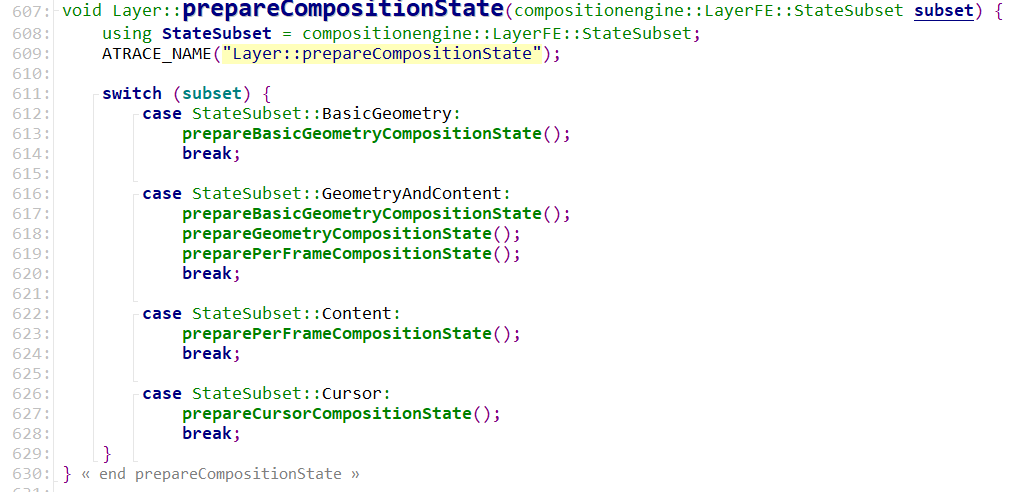 607: void Layer::prepareCompositionState(compositionengine::LayerFE::StateSubset subset) {
608:     using StateSubset = compositionengine::LayerFE::StateSubset;
609:     ATRACE_NAME("Layer::prepareCompositionState");
610:
611:     switch (subset) {
612:         case StateSubset::BasicGeometry:
613:             prepareBasicGeometryCompositionState();
614:             break;
615:
616:         case StateSubset::GeometryAndContent:
617:             prepareBasicGeometryCompositionState();
618:             prepareGeometryCompositionState();
619:             preparePerFrameCompositionState();
620:             break;
621:
622:         case StateSubset::Content:
623:             preparePerFrameCompositionState();
624:             break;
625:
626:         case StateSubset::Cursor:
627:             prepareCursorCompositionState();
628:             break;
629:     }
630: } « end prepareCompositionState »